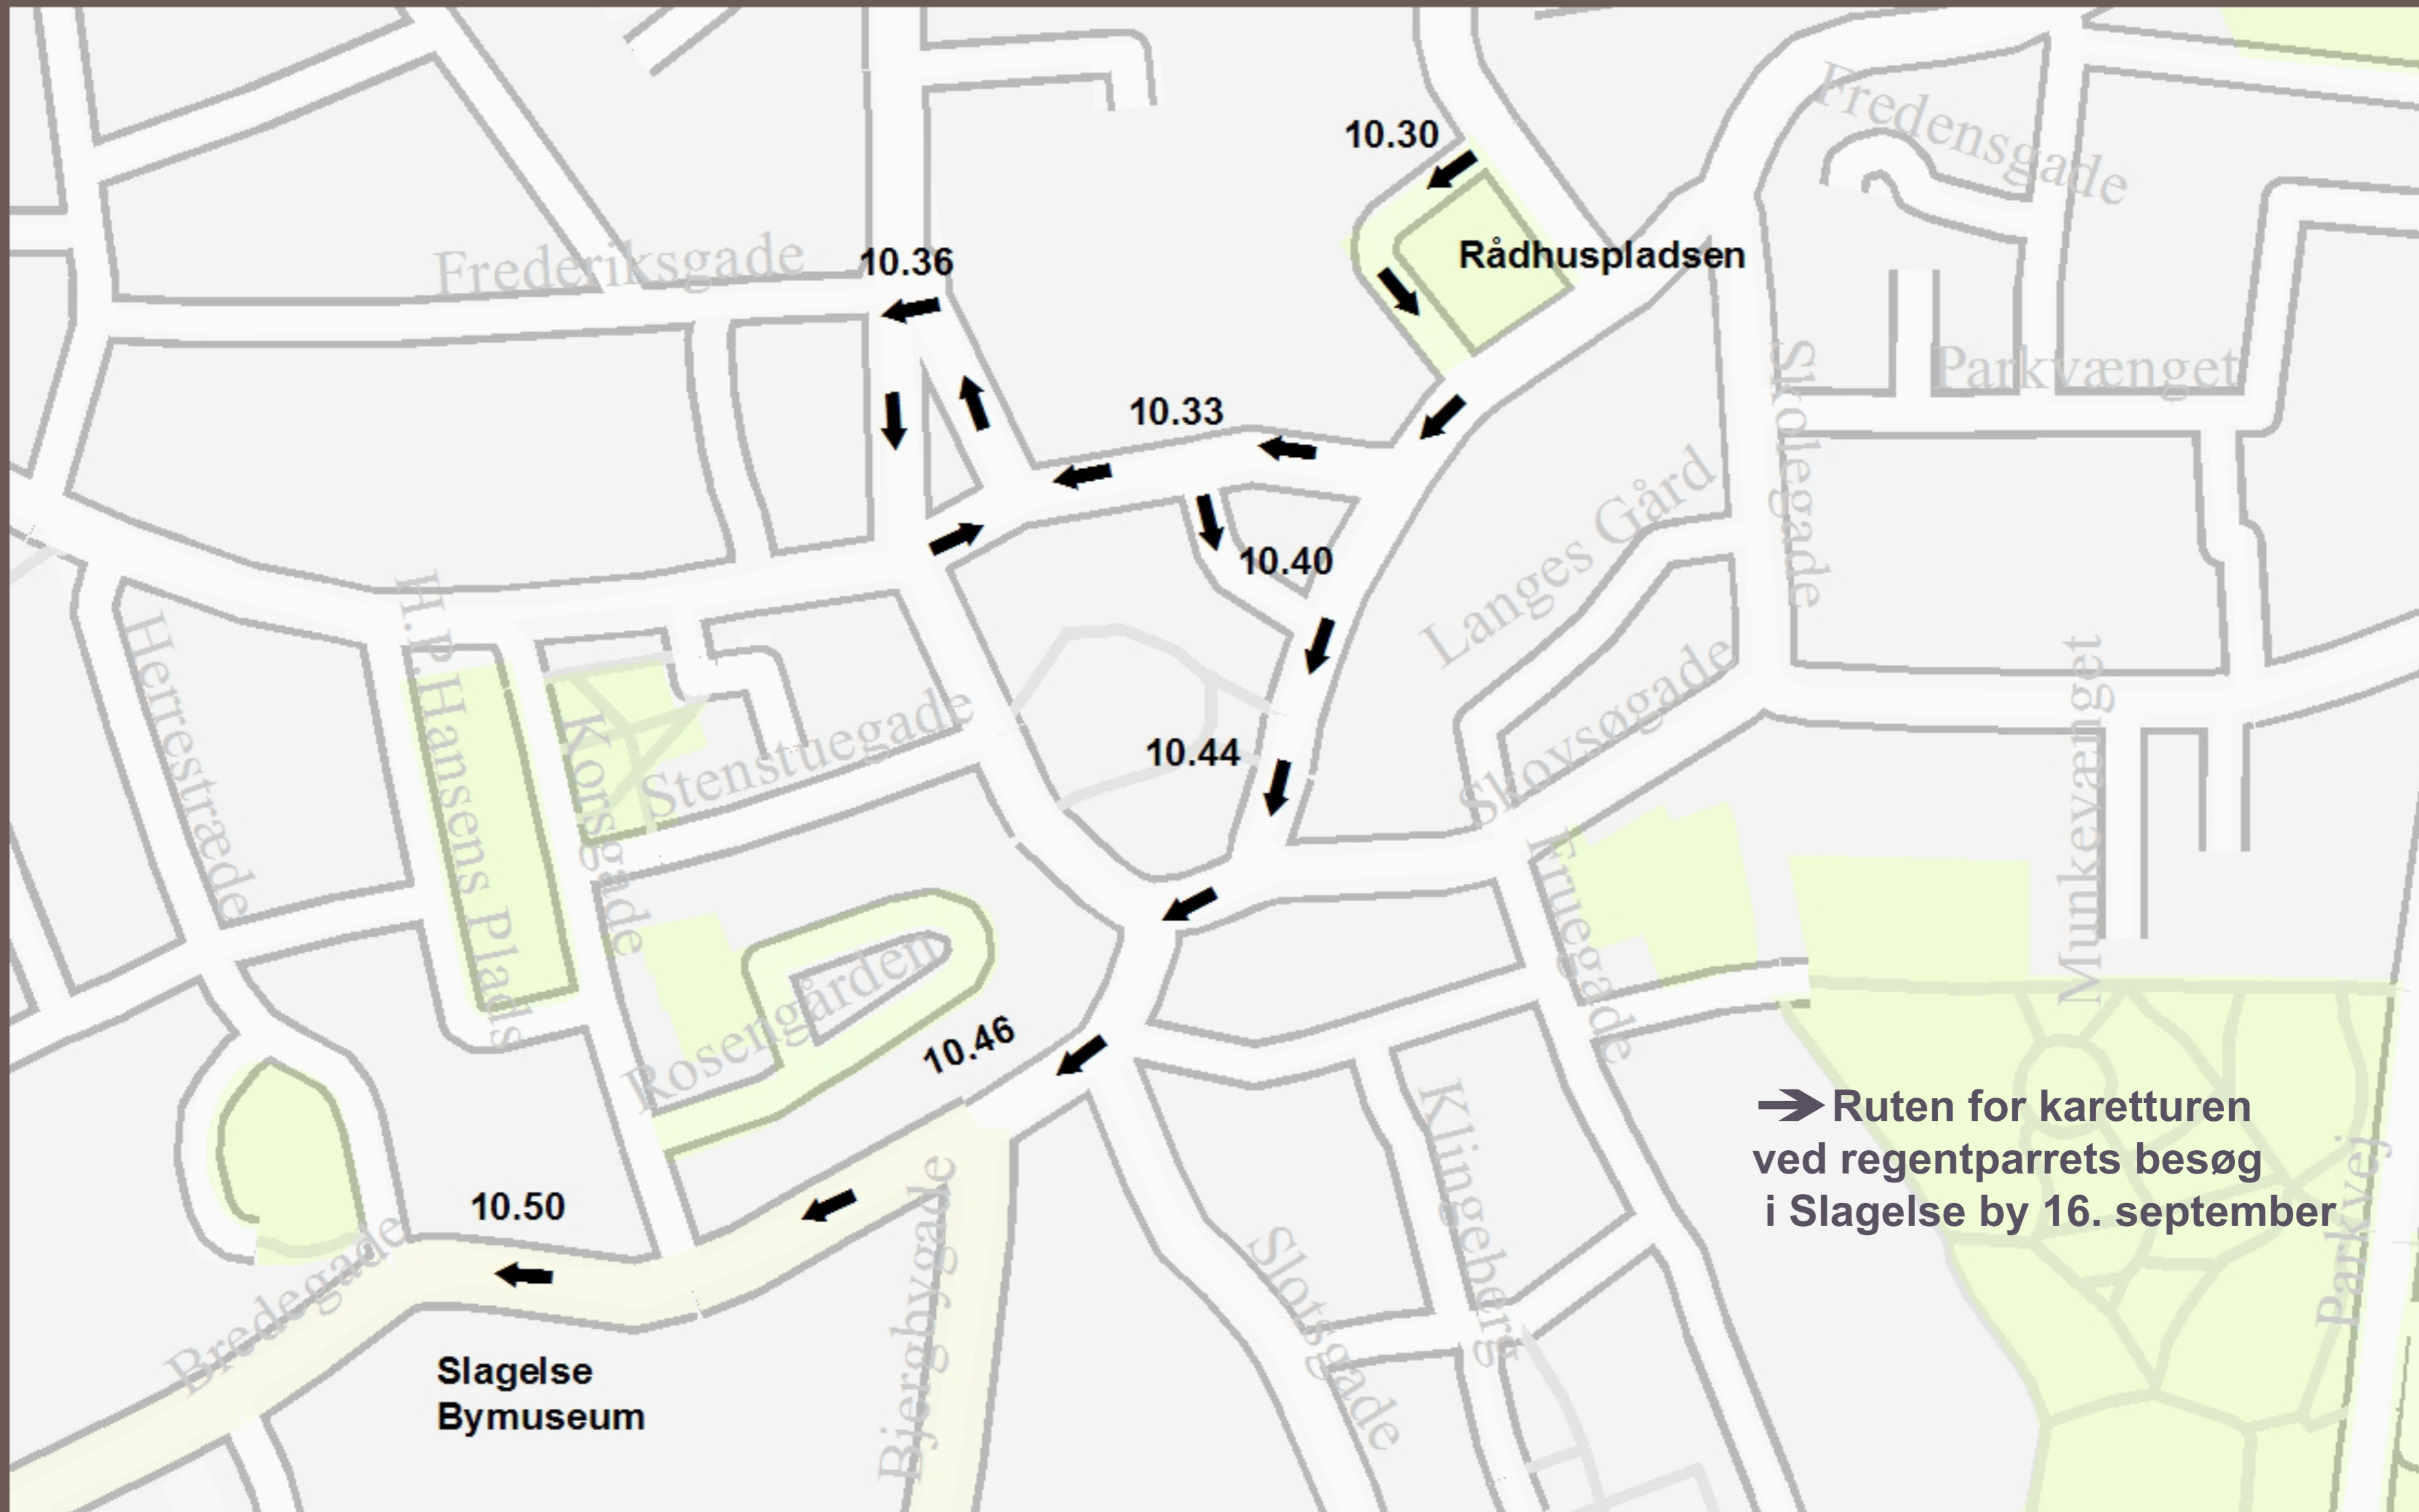 Fredensgade
10.30
Rådhuspladsen
Frederiksgade
10.36
Parkvænget
Skolegade
10.33
Langes Gård
10.40
H.P.Hansens Plads
Herrestræde
Korsgade
Stenstuegade
10.44
Skovsøgade
Munkevænget
Fruegade
Rosengården
10.46
Klingeberg
Ruten for karetturen
ved regentparrets besøg
i Slagelse by 16. september
Parkvej
10.50
Bredegade
Bjergbygade
Slotsgade
Slagelse
Bymuseum